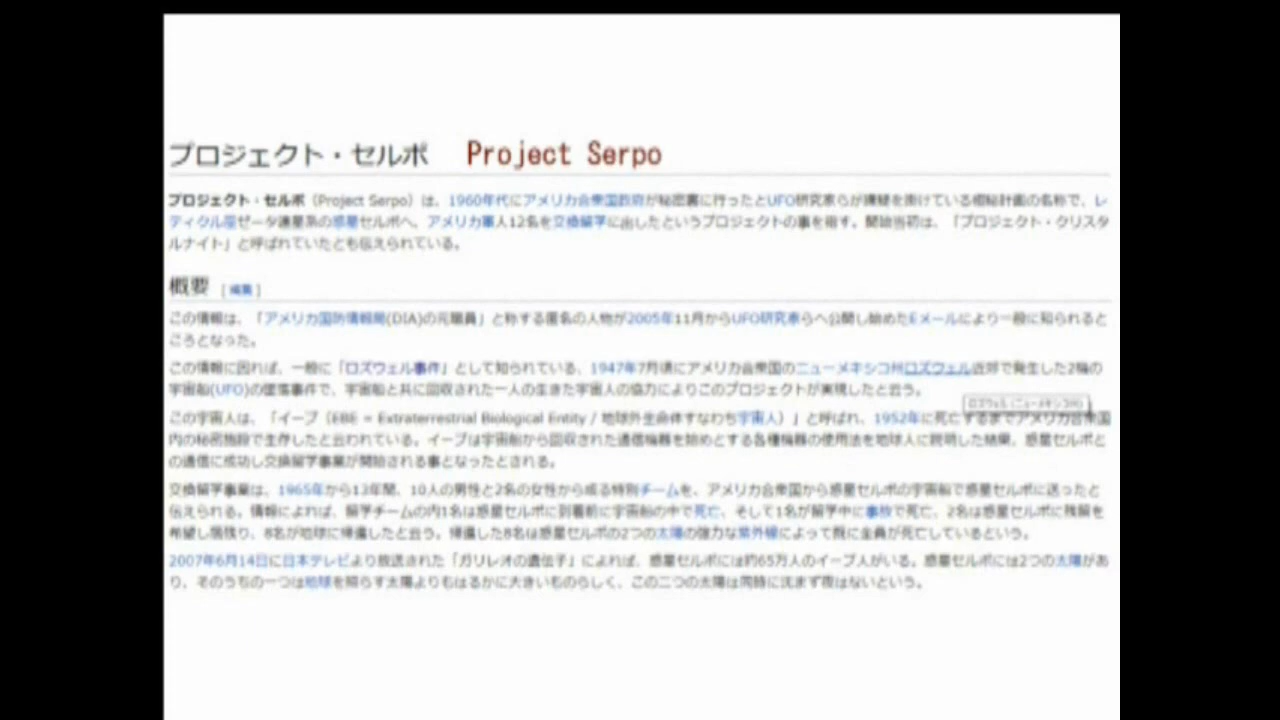 プロジェクト・セルポ Project Serpo
プロジェクト・セルポ（Project Serpo）は、1960年代にアメリカ合衆国政府が秘密裏に行ったとUFO研究家らが嫌疑を掛けている極秘計画の名称で、レ
ティクル座ゼータ連星系の惑星セルポへ、アメリカ軍人12名を交換留学に出したというプロジェクトの事を指す。開始当初は、「プロジェクト・クリスタ
ルナイト」と呼ばれていたとも伝えられている。
概要 [編集]
この情報は、「アメリカ国防情報局(DIA)の元職員」と称する匿名の人物が2005年11月からUFO研究家らへ公開し始めたEメールにより一般に知られると
ころとなった。
この情報に因れば、一般に「ロズウェル事件」として知られている、1947年7月頃にアメリカ合衆国のニューメキシコ州ロズウェル近郊で発生した2機の
宇宙船(UFO)の墜落事件で、宇宙船と共に回収された一人の生きた宇宙人の協力によりこのプロジェクトが実現したと云う。
ロズウェル (ニューメキシコ州)
この宇宙人は、「イーブ（EBE = Extraterrestrial Biological Entity / 地球外生命体すなわち宇宙人）」と呼ばれ、1952年に死亡するまでアメリカ合衆国
内の秘密施設で生存したと云われている。イーブは宇宙船から回収された通信機器を始めとする各種機器の使用法を地球人に説明した結果、惑星セルポと
の通信に成功し交換留学事業が開始される事となったとされる。
交換留学事業は、1965年から13年間、10人の男性と2名の女性から成る特別チームを、アメリカ合衆国から惑星セルポの宇宙船で惑星セルポに送ったと
伝えられる。情報によれば、留学チームの内1名は惑星セルポに到着前に宇宙船の中で死亡、そして1名が留学中に事故で死亡、2名は惑星セルポに残留を
希望し居残り、8名が地球に帰還したと云う。帰還した8名は惑星セルポの2つの太陽の強力な紫外線によって既に全員が死亡しているという。
2007年6月14日に日本テレビより放送された「ガリレオの遺伝子」によれば、惑星セルポには約65万人のイーブ人がいる。惑星セルポには2つの太陽があ
り、そのうちの一つは地球を照らす太陽よりもはるかに大きいものらしく、この二つの太陽は同時に沈まず夜はないという。